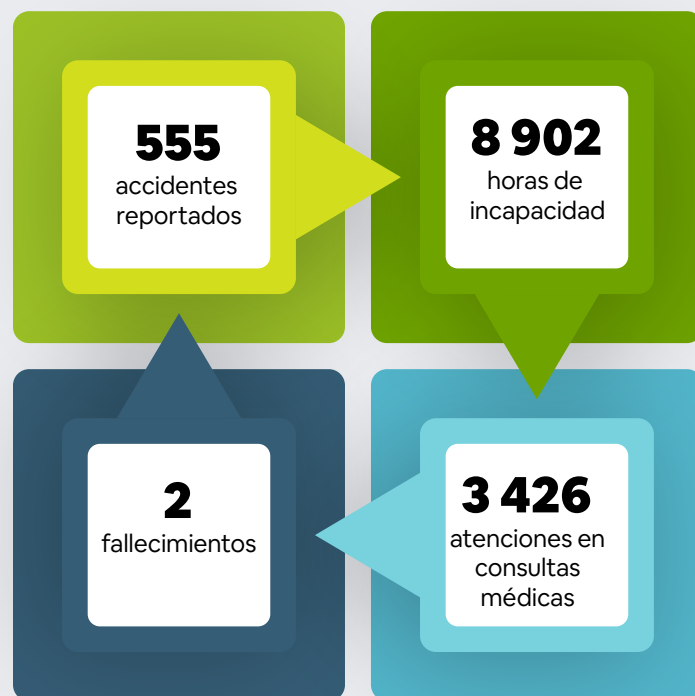 555
accidentes
reportados
8 902
horas de
incapacidad
3 426
atenciones en
consultas
médicas
2
fallecimientos